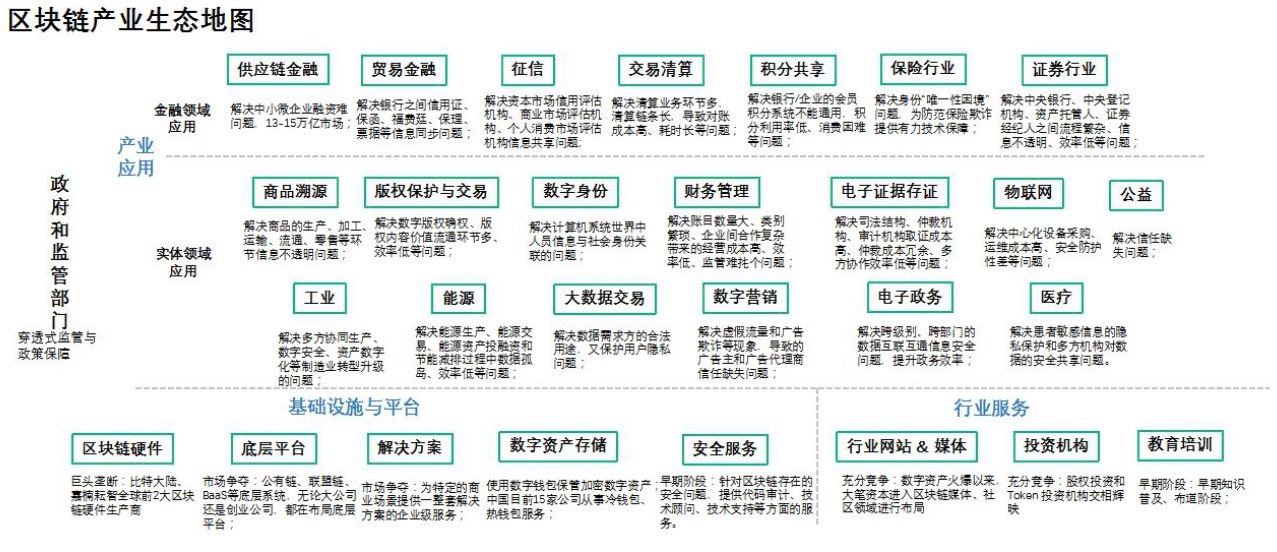 区块链产业生态地图
供应链金融
贸易金融
征信
交易清算
积分共享
保险行业
证券行业
金融领域
应用
解决中小微企业融资难
问题，13-15万亿市场；
解决银行之间信用证、
保函、福费廷、保理、
票据等信息同步问题；
解决资本市场信用评估
机构、商业市场评估机
构、个人消费市场评估
机构信息共享问题；
解决清算业务环节多，
清算链条长，导致对账
成本高、耗时长等问题；
解决银行/企业的会员
积分系统不能通用，积
分利用率低、消费困难
等问题；
解决身份"唯一性困境"
问题，为防范保险欺诈
提供有力技术保障；
解决中央银行、中央登记
机构、资产托管人、证券
经纪人之间流程繁杂、信
息不透明、效率低等问题；
产业
应用
政府和监管部门
穿透式监管与
政策保障
商品溯源
版权保护与交易
数字身份
财务管理
电子证据存证
物联网
公益
实体领域
应用
解决商品的生产、加工、
运输、流通、零售等环
节信息不透明问题；
解决数字版权确权、版
权内容价值流通环节多、
效率低等问题；
解决计算机系统世界中
人员信息与社会身份关
联的问题；
解决账目数量大、类别
繁琐、企业间合作复杂
带来的经营成本高、效
率低、监管难托个问题；
解决司法结构、仲裁机
构、审计机构取证成本
高、仲裁成本冗余、多
方协作效率低等问题；
解决中心化设备采购、
运维成本高、安全防护
性差等问题；
解决信任缺
失问题；
工业
能源
大数据交易
数字营销
电子政务
医疗
解决多方协同生产、
数字安全、资产数字
化等制造业转型升级
的问题；
解决能源生产、能源交
易、能源资产投融资和
节能减排过程中数据孤
岛、效率低等问题；
解决数据需求方的合法
用途，又保护用户隐私
问题；
解决虚假流量和广告
欺诈等现象，导致的
广告主和广告代理商
信任缺失问题；
解决跨级别、跨部门的
数据互联互通信息安全
问题，提升政务效率；
解决患者敏感信息的隐
私保护和多方机构对数
据的安全共享问题。
基础设施与平台
行业服务
区块链硬件
底层平台
解决方案
数字资产存储
安全服务
行业网站 & 媒体
投资机构
教育培训
巨头垄断：比特大陆、
嘉楠耘智全球前2大区块
链硬件生产商
市场争夺：公有链、联盟链、
BaaS等底层系统，无论大公司
还是创业公司，都在布局底层
平台；
市场争夺：为特定的商
业场景提供一整套解决
方案的企业级服务；
使用数字钱包保管加密数字资产；
中国目前15家公司从事冷钱包、
热钱包服务；
早期阶段：针对区块链存在的
安全问题，提供代码审计、技
术顾问、技术支持等方面的服
务。
充分竞争：数字资产火爆以来，
大笔资本进入区块链媒体、社
区领域进行布局
充分竞争：股权投资和
Token 投资机构交相辉
映
早期阶段：早期知识
普及、布道阶段；